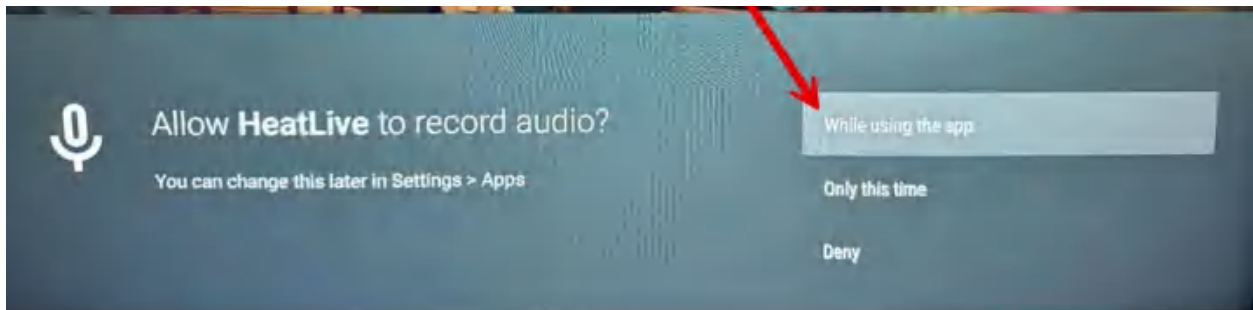 Allow HeatLive to record audio?
You can change this later in Settings > Apps
While using the app
Only this time
Deny